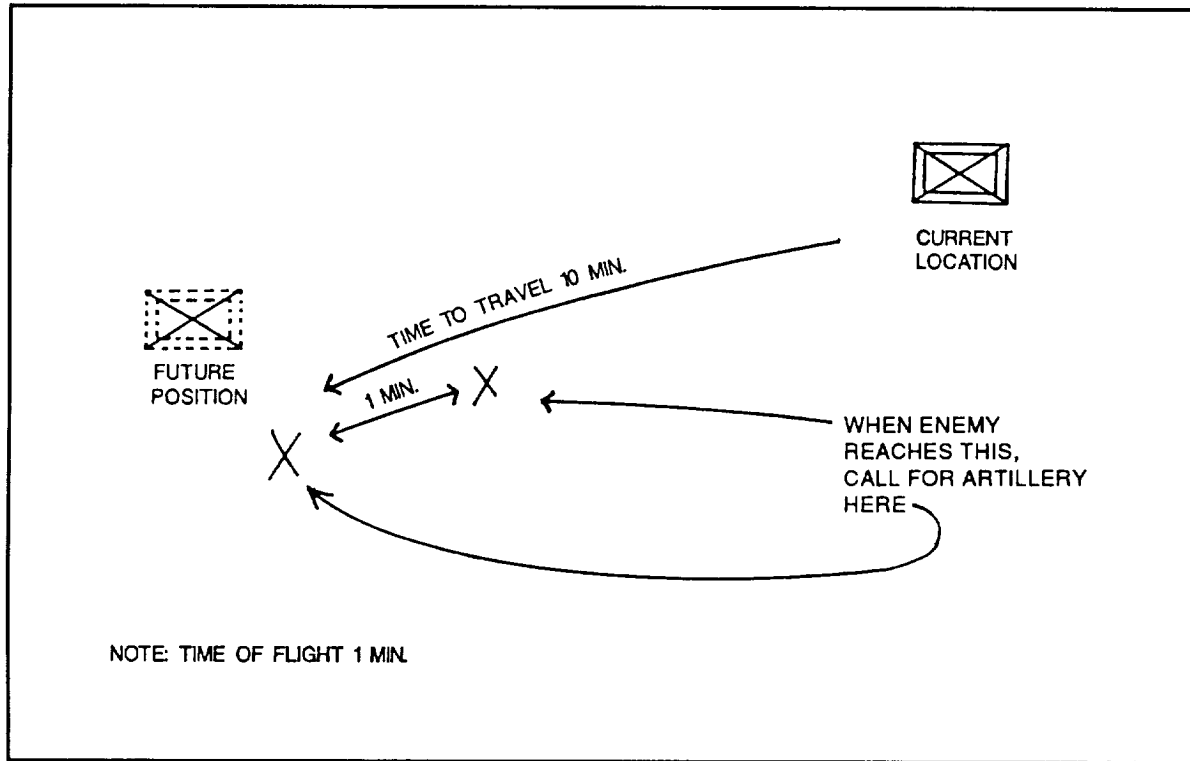 CURRENT
LOCATION
TIME TO TRAVEL 10 MIN.
FUTURE
POSITION
1 MIN.
WHEN ENEMY
REACHES THIS,
CALL FOR ARTILLERY
HERE
NOTE: TIME OF FLIGHT 1 MIN.